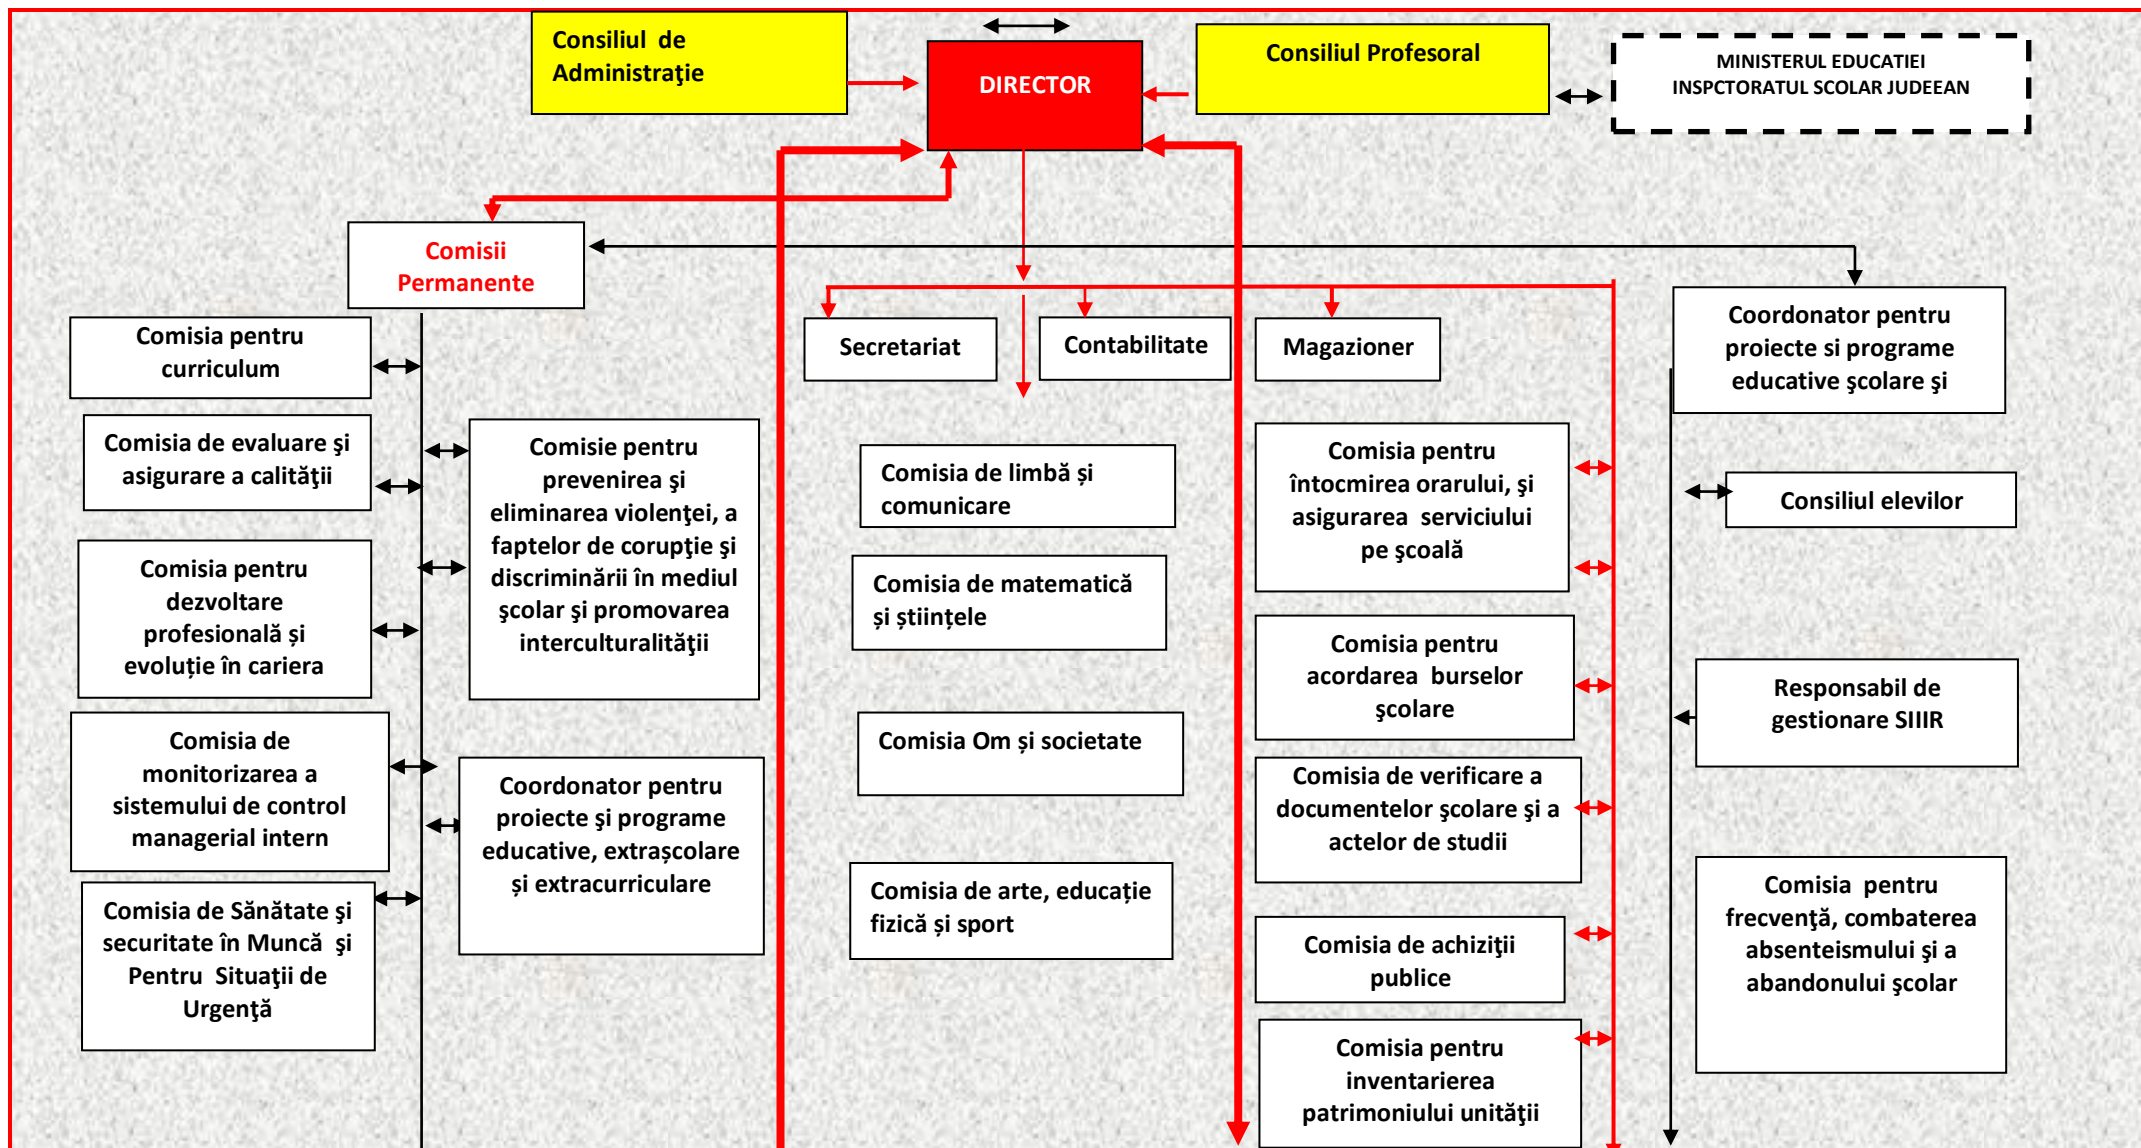 Consiliul de
Administraţie
DIRECTOR
Consiliul Profesoral
MINISTERUL EDUCATIEI
INSPCTORATUL SCOLAR JUDEEAN
Comisii
Permanente
Comisia pentru
curriculum
Comisia de evaluare şi
asigurare a calităţii
Comisia pentru
dezvoltare
profesională și
evoluție în cariera
Comisia de
monitorizarea a
sistemului de control
managerial intern
Comisia de Sănătate şi
securitate în Muncă şi
Pentru Situaţii de
Urgenţă
Comisie pentru
prevenirea şi
eliminarea violenţei, a
faptelor de corupţie şi
discriminării în mediul
şcolar şi promovarea
interculturalităţii
Coordonator pentru
proiecte şi programe
educative, extrașcolare
și extracurriculare
Secretariat
Contabilitate
Magazioner
Comisia de limbă și
comunicare
Comisia de matematică
și științele
Comisia Om și societate
Comisia de arte, educație
fizică și sport
Comisia pentru
întocmirea orarului, şi
asigurarea serviciului
pe şcoală
Comisia pentru
acordarea burselor
şcolare
Comisia de verificare a
documentelor şcolare şi a
actelor de studii
Comisia de achiziţii
publice
Comisia pentru
inventarierea
patrimoniului unităţii
Coordonator pentru
proiecte si programe
educative şcolare şi
Consiliul elevilor
Responsabil de
gestionare SIIIR
Comisia pentru
frecvenţă, combaterea
absenteismului şi a
abandonului şcolar